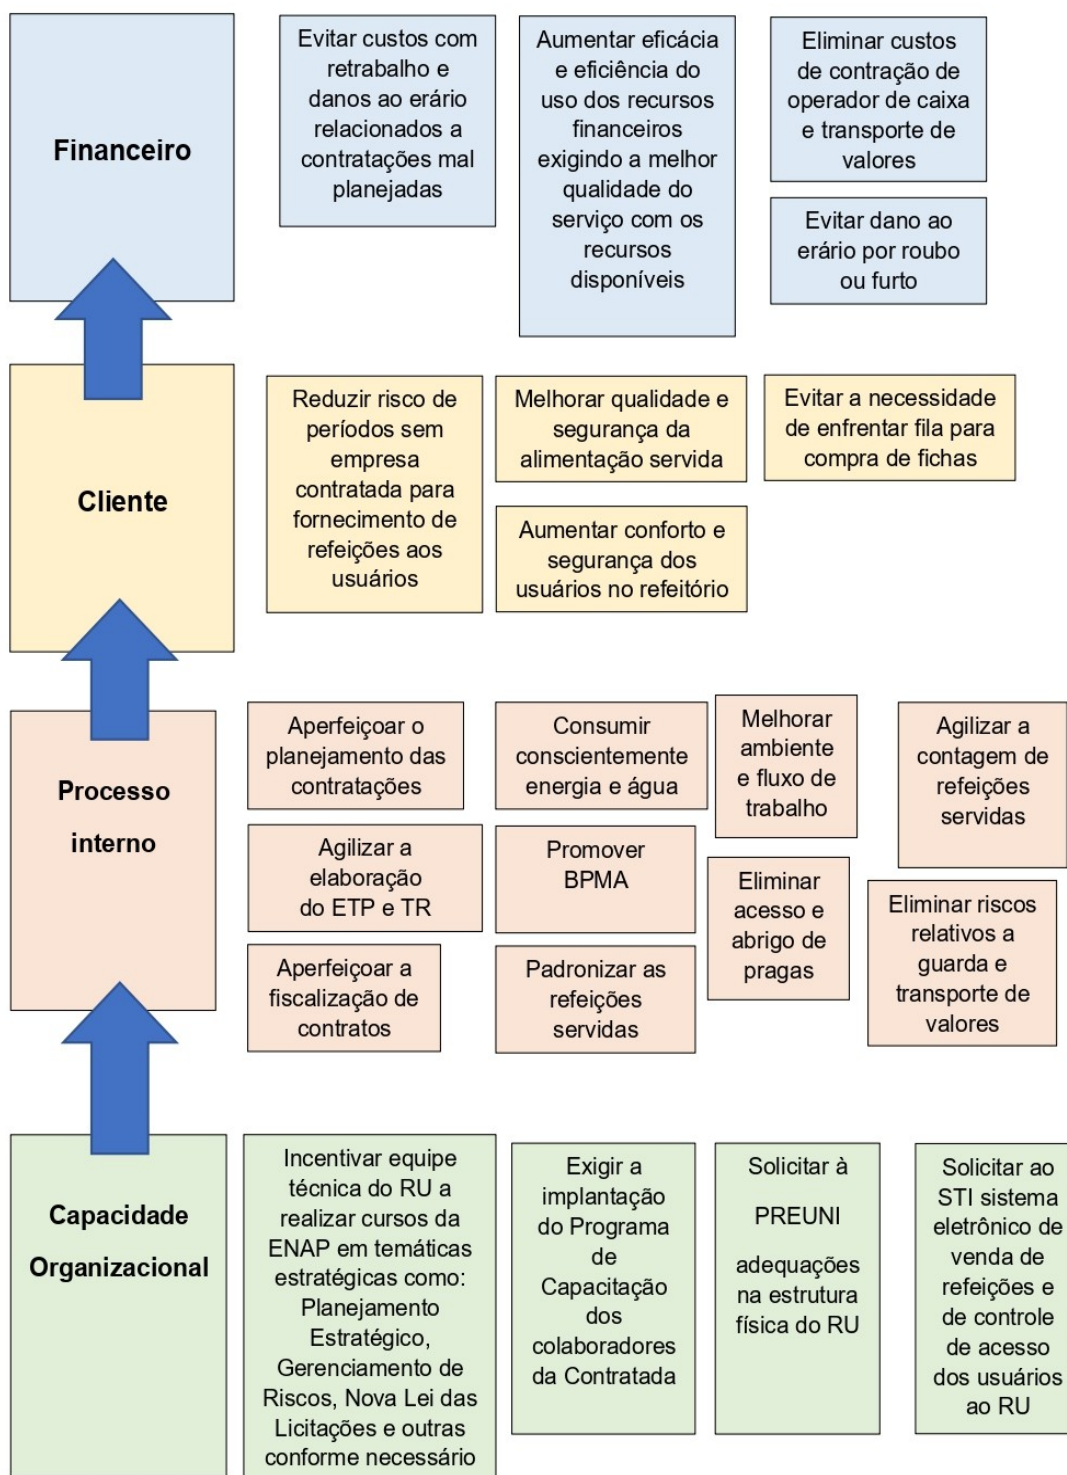 Financeiro
Evitar custos com
retrabalho e
danos ao erário
relacionados a
contratações mal
planejadas
Aumentar eficácia
e eficiência do
uso dos recursos
financeiros
exigindo a melhor
qualidade do
serviço com os
recursos
disponíveis
Eliminar custos
de contração de
operador de caixa
e transporte de
valores
Evitar dano ao
erário por roubo
ou furto
Cliente
Reduzir risco de
períodos sem
empresa
contratada para
fornecimento de
refeições aos
usuários
Melhorar qualidade e
segurança da
alimentação servida
Aumentar conforto e
segurança dos
usuários no refeitório
Evitar a necessidade
de enfrentar fila para
compra de fichas
Processo
interno
Aperfeiçoar o
planejamento das
contratações
Agilizar a
elaboração
do ETP e TR
Aperfeiçoar a
fiscalização de
contratos
Consumir
conscientemente
energia e água
Promover
BPMA
Padronizar as
refeições
servidas
Melhorar
ambiente
e fluxo de
trabalho
Eliminar
acesso e
abrigo de
pragas
Agilizar a
contagem de
refeições
servidas
Eliminar riscos
relativos a
guarda e
transporte de
valores
Capacidade
Organizacional
Incentivar equipe
técnica do RU a
realizar cursos da
ENAP em temáticas
estratégicas como:
Planejamento
Estratégico,
Gerenciamento de
Riscos, Nova Lei das
Licitações e outras
conforme necessário
Exigir a
implantação
do Programa
de
Capacitação
dos
colaboradores
da Contratada
Solicitar à
PREUNI
adequações
na estrutura
física do RU
Solicitar ao
STI sistema
eletrônico de
venda de
refeições e
de controle
de acesso
dos usuários
ao RU